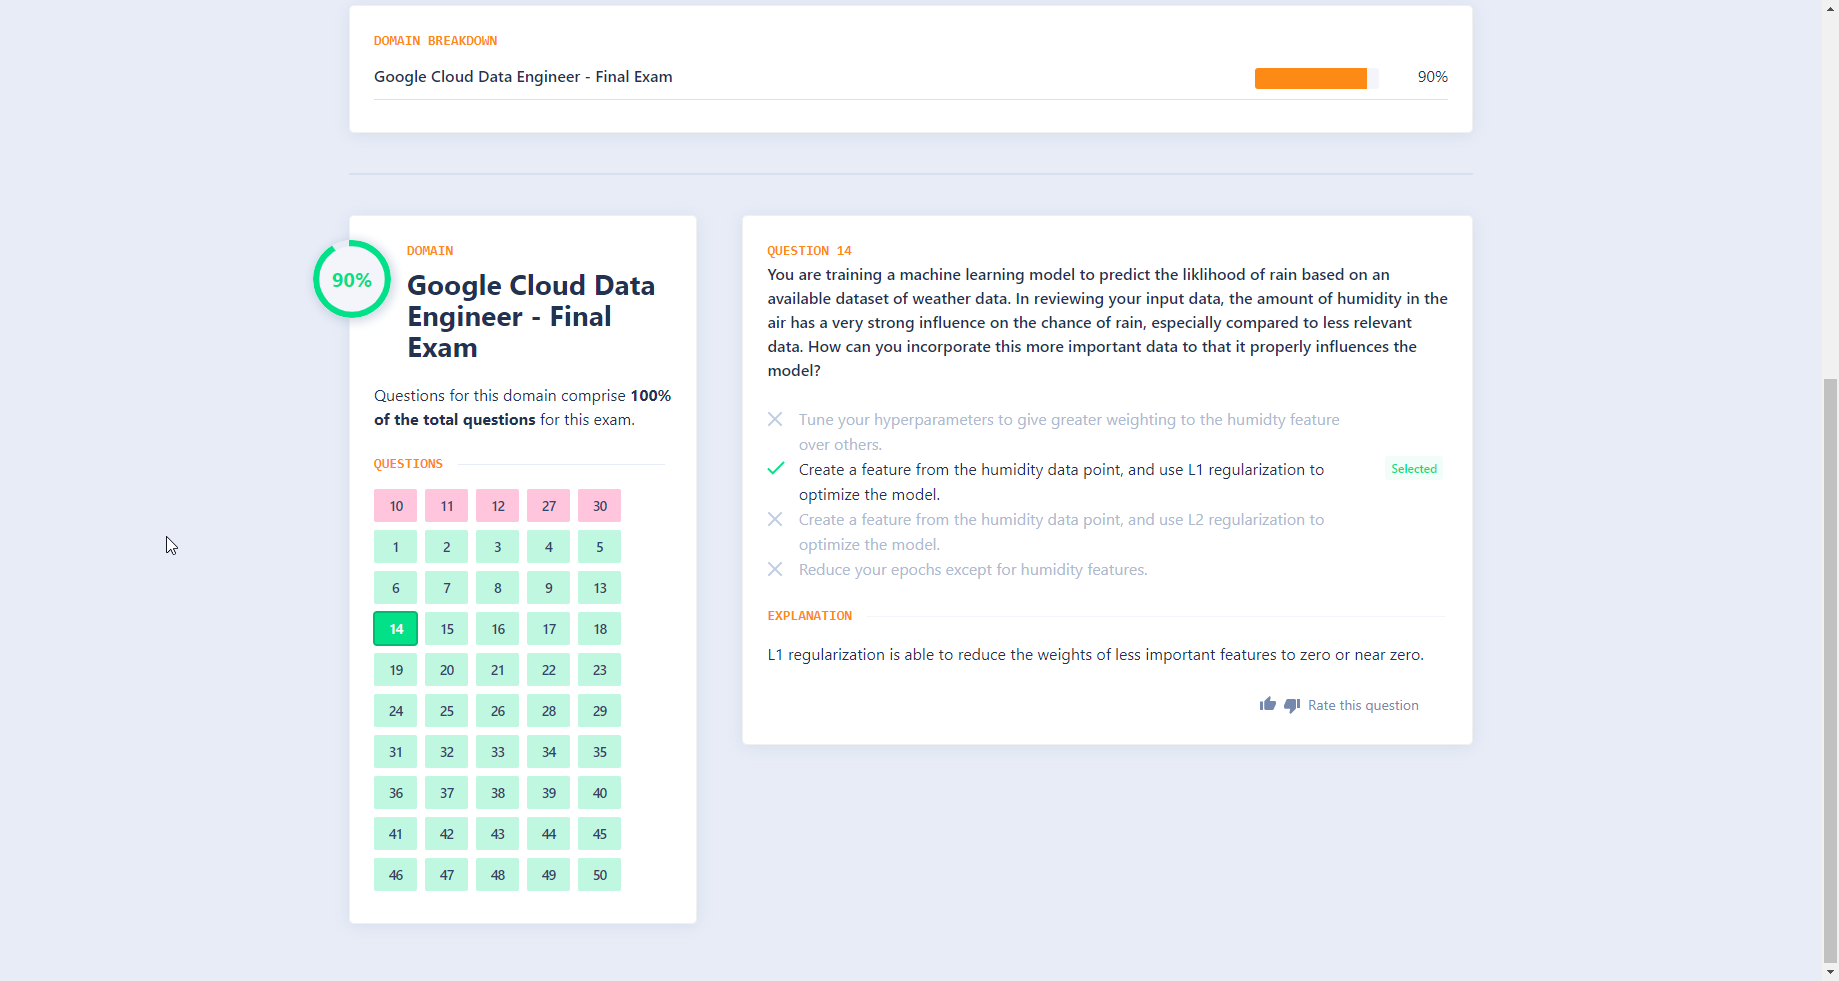 DOMAIN BREAKDOWN
Google Cloud Data Engineer - Final Exam 90%
90%
DOMAIN
Google Cloud Data
Engineer - Final
Exam
Questions for this domain comprise 100%
of the total questions for this exam.
QUESTIONS
10 11 12 27 30
1 2 3 4 5
6 7 8 9 13
14 15 16 17 18
19 20 21 22 23
24 25 26 28 29
31 32 33 34 35
36 37 38 39 40
41 42 43 44 45
46 47 48 49 50
QUESTION 14
You are training a machine learning model to predict the liklihood of rain based on an
available dataset of weather data. In reviewing your input data, the amount of humidity in the
air has a very strong influence on the chance of rain, especially compared to less relevant
data. How can you incorporate this more important data to that it properly influences the
model?
Tune your hyperparameters to give greater weighting to the humidty feature
over others.
Create a feature from the humidity data point, and use L1 regularization to
optimize the model.
Selected
Create a feature from the humidity data point, and use L2 regularization to
optimize the model.
Reduce your epochs except for humidity features.
EXPLANATION
L1 regularization is able to reduce the weights of less important features to zero or near zero.
Rate this question